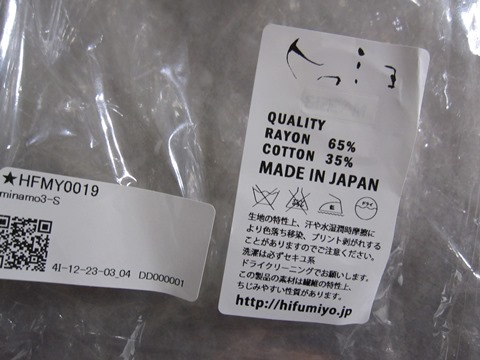 QUALITY
RAYON 65%
COTTON 35%
MADE IN JAPAN
ドライ
生地の特性上、汗や水湿潤時摩擦に
より色落ち移染、プリント剥がれする
ことがありますのでご注意ください。
洗濯は必ずセキユ系
ドライクリーニングでお願いします。
この製品の素材は繊維の特性上、
ちじみやすい性質があります。
http://hifumiyo.jp
★HFMY0019
minamo3-S
4I-12-23-03_04 DD000001